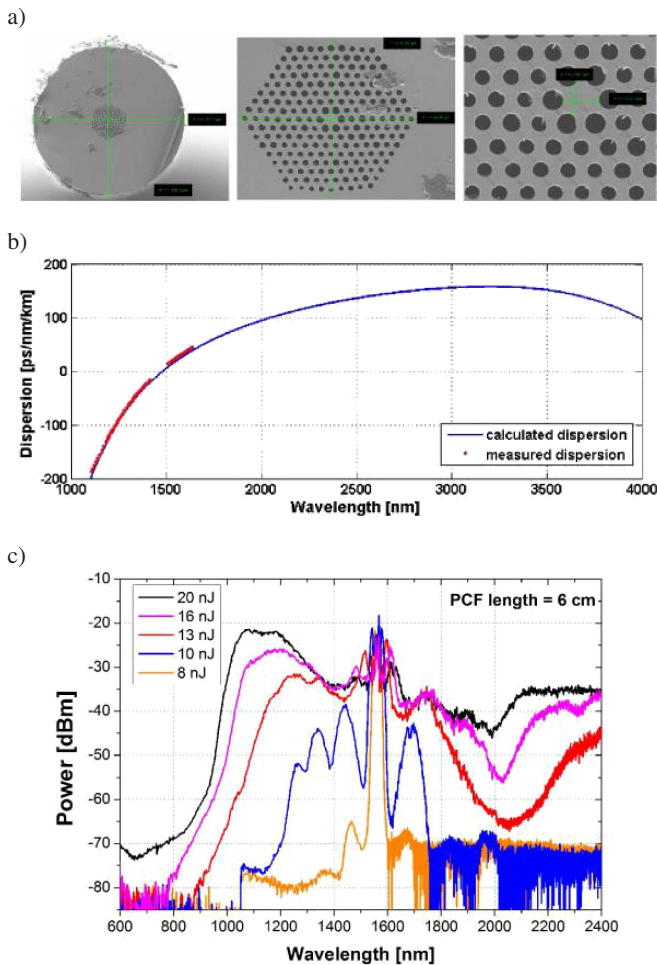 a)
b)
200
100
0
-100
-200
Dispersion [ps/nm/km]
1000 1500 2000 2500 3000 3500 4000
Wavelength [nm]
calculated dispersion
measured dispersion
c)
-10
-20
-30
-40
-50
-60
-70
-80
Power [dBm]
20 nJ
16 nJ
13 nJ
10 nJ
8 nJ
PCF length = 6 cm
600 800 1000 1200 1400 1600 1800 2000 2200 2400
Wavelength [nm]